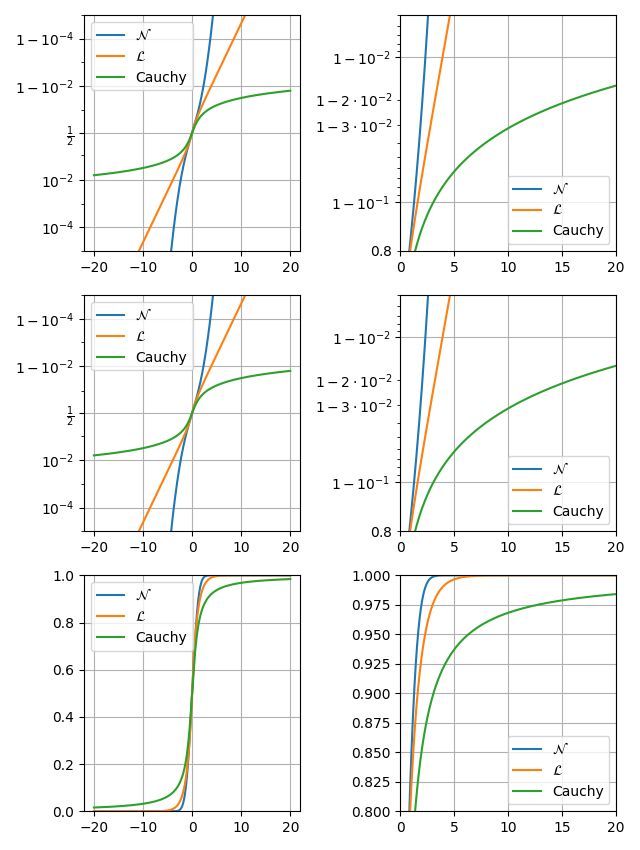 1 − 10⁻⁴
1 − 10⁻²
½
10⁻²
10⁻⁴
𝒩
ℒ
Cauchy
−20 −10 0 10 20
1 − 10⁻²
1 − 2 · 10⁻²
1 − 3 · 10⁻²
1 − 10⁻¹
0.8
𝒩
ℒ
Cauchy
0 5 10 15 20
1 − 10⁻⁴
1 − 10⁻²
½
10⁻²
10⁻⁴
𝒩
ℒ
Cauchy
−20 −10 0 10 20
1 − 10⁻²
1 − 2 · 10⁻²
1 − 3 · 10⁻²
1 − 10⁻¹
0.8
𝒩
ℒ
Cauchy
0 5 10 15 20
1.0
0.8
0.6
0.4
0.2
0.0
𝒩
ℒ
Cauchy
−20 −10 0 10 20
1.000
0.975
0.950
0.925
0.900
0.875
0.850
0.825
0.800
𝒩
ℒ
Cauchy
0 5 10 15 20